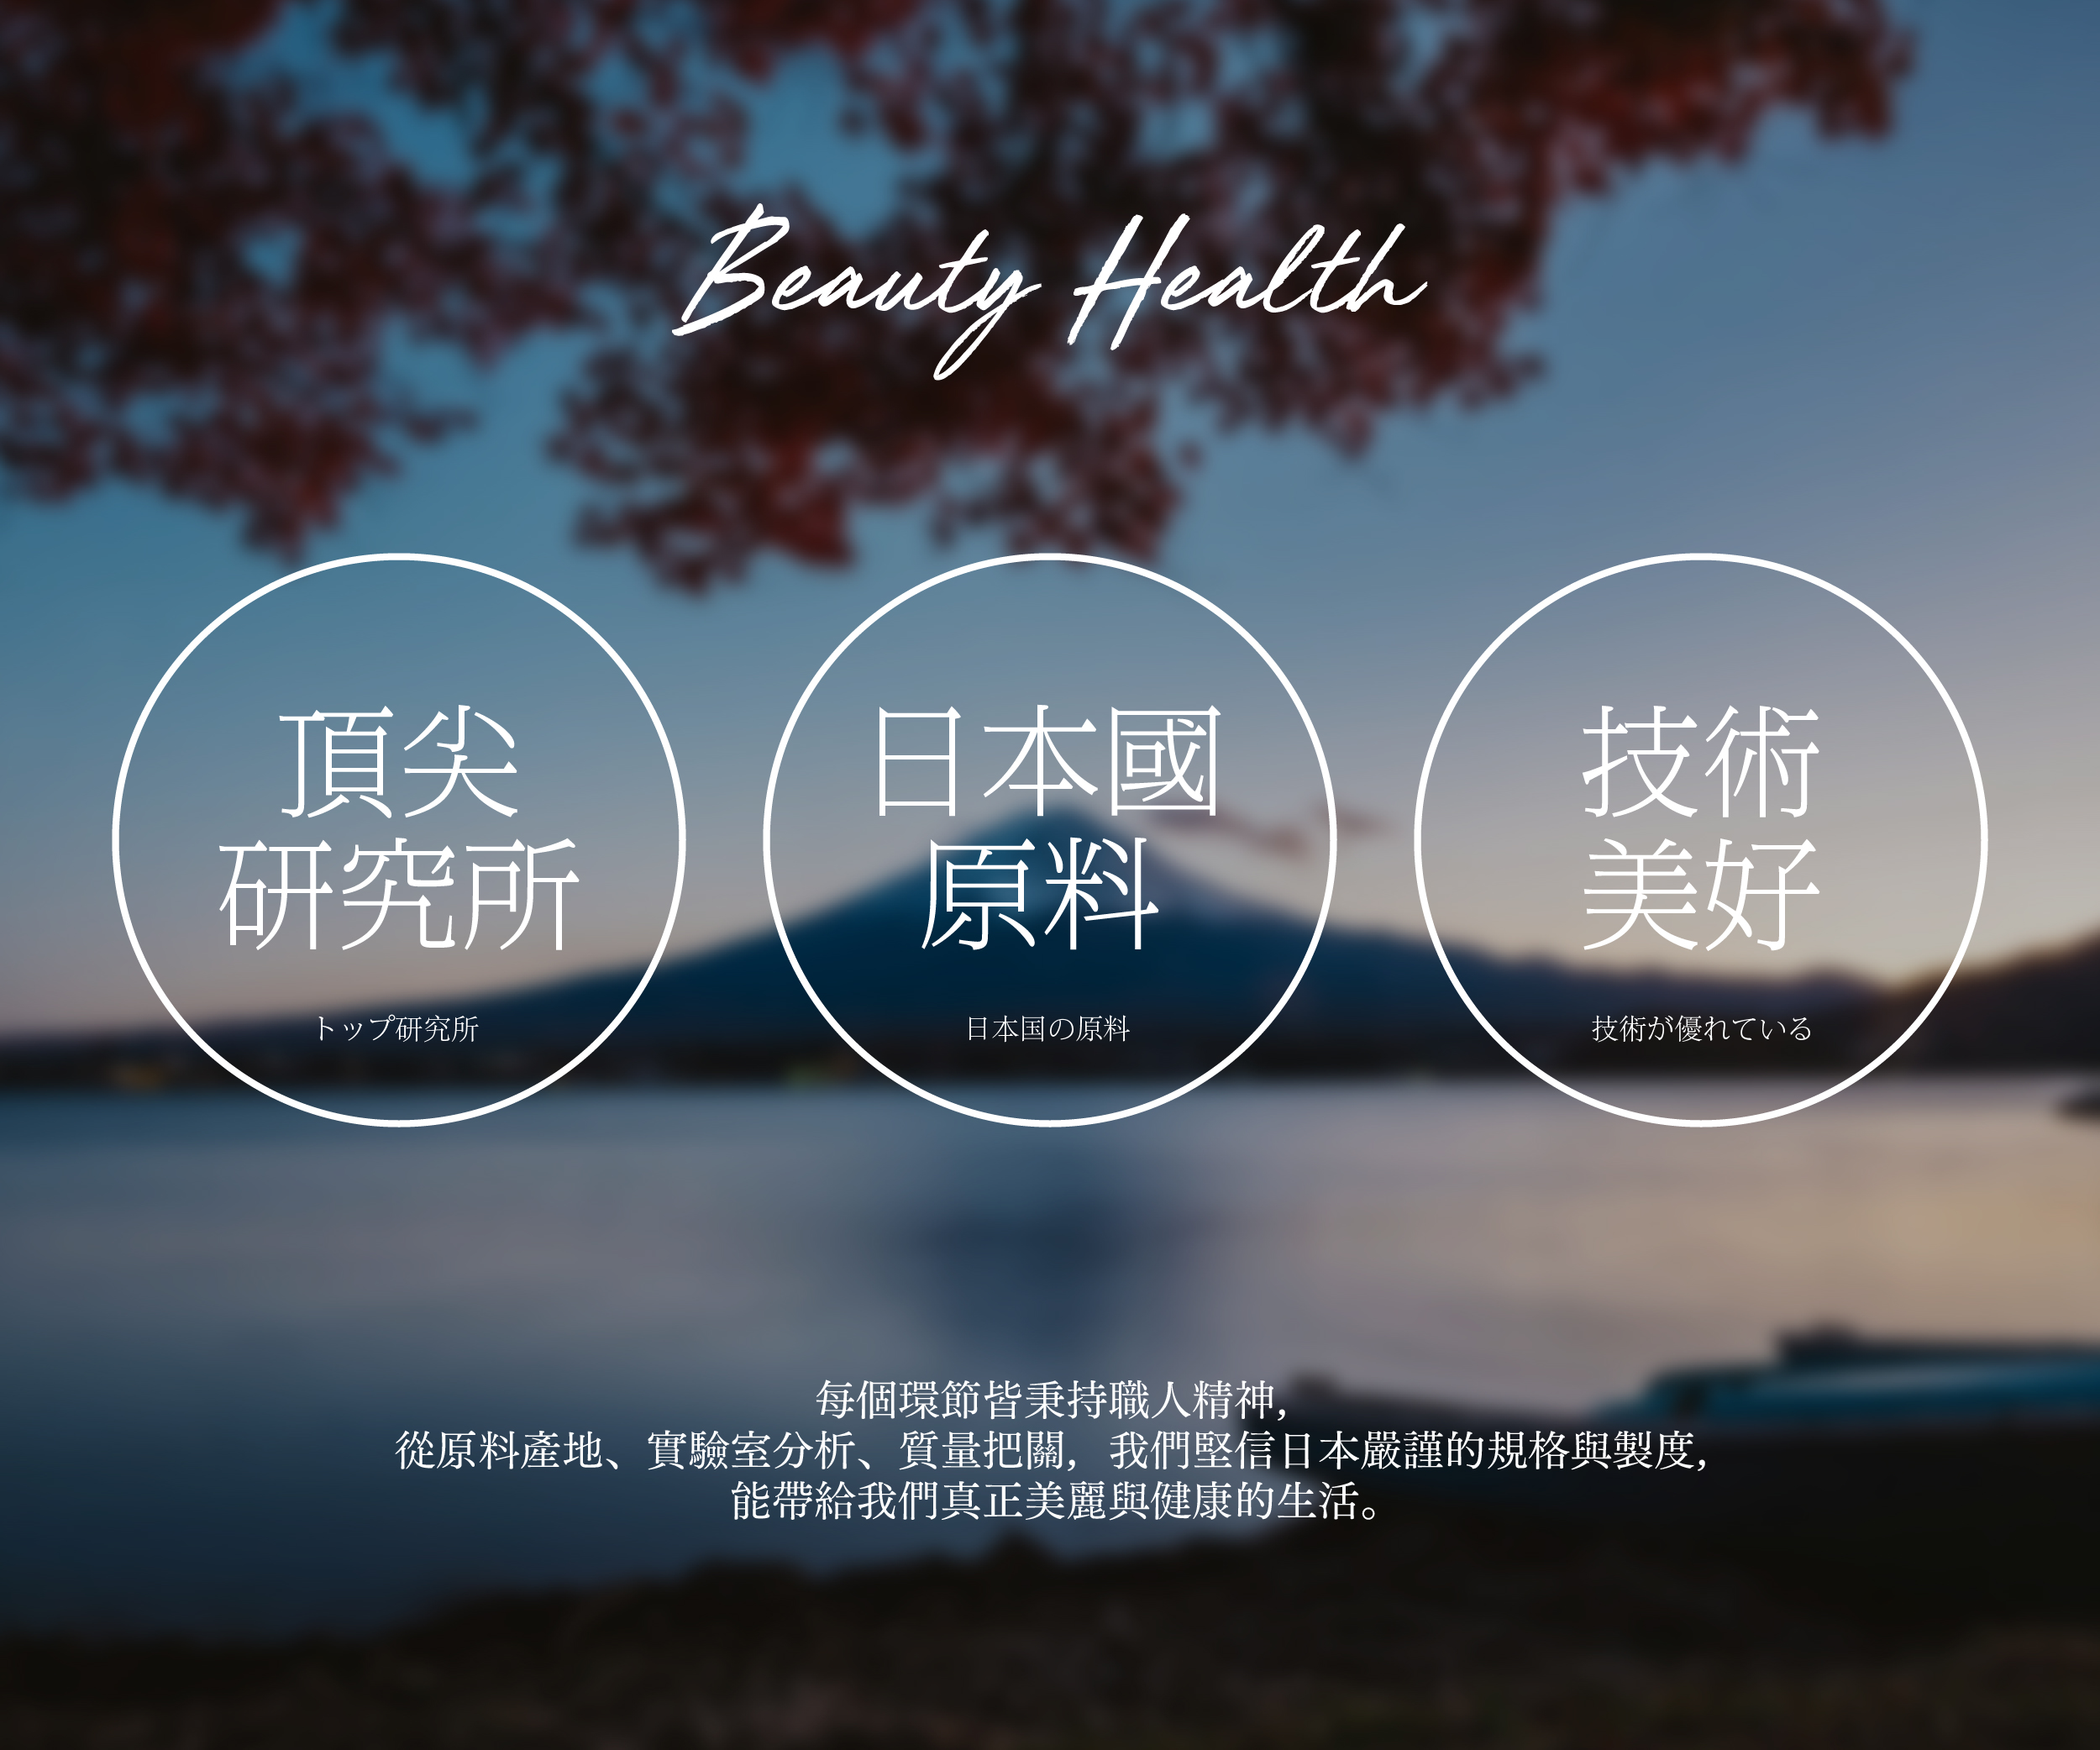 Beauty Health
頂尖
研究所
トップ研究所
日本國
原料
日本国の原料
技術
美好
技術が優れている
每個環節皆秉持職人精神,
從原料產地、實驗室分析、質量把關, 我們堅信日本嚴謹的規格與製度,
能帶給我們真正美麗與健康的生活。